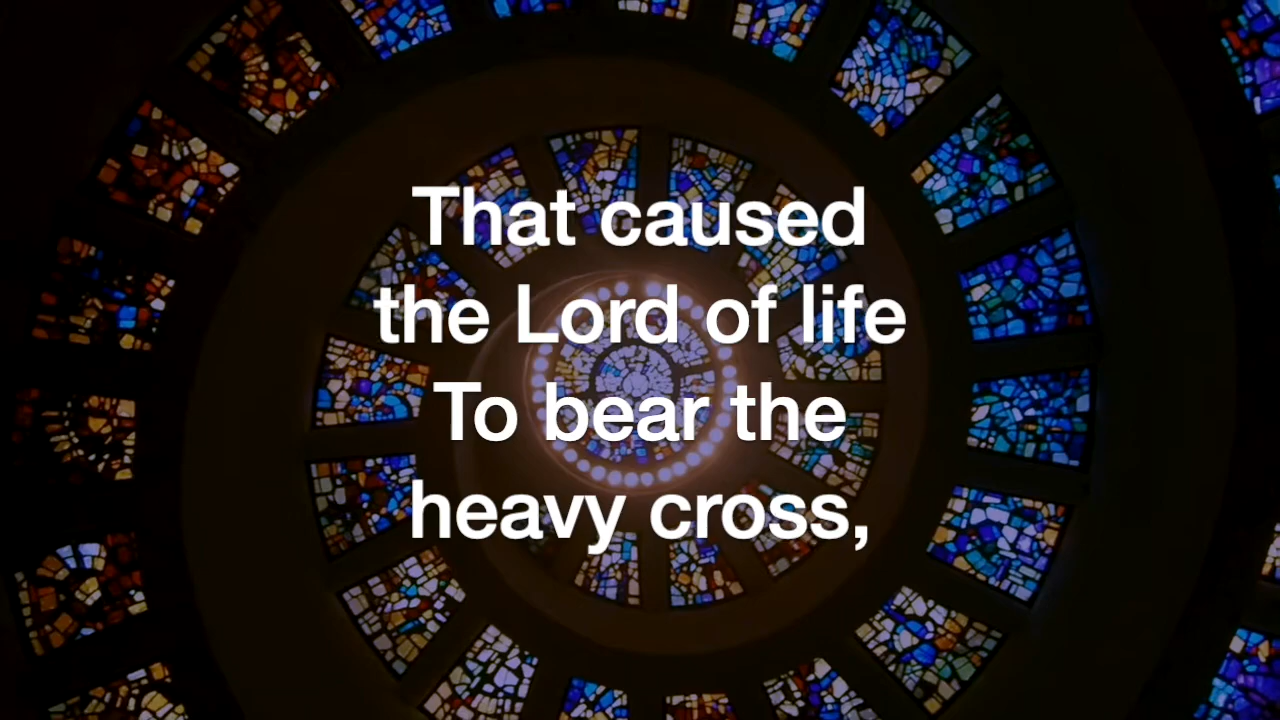 That caused
the Lord of life
To bear the
heavy cross,